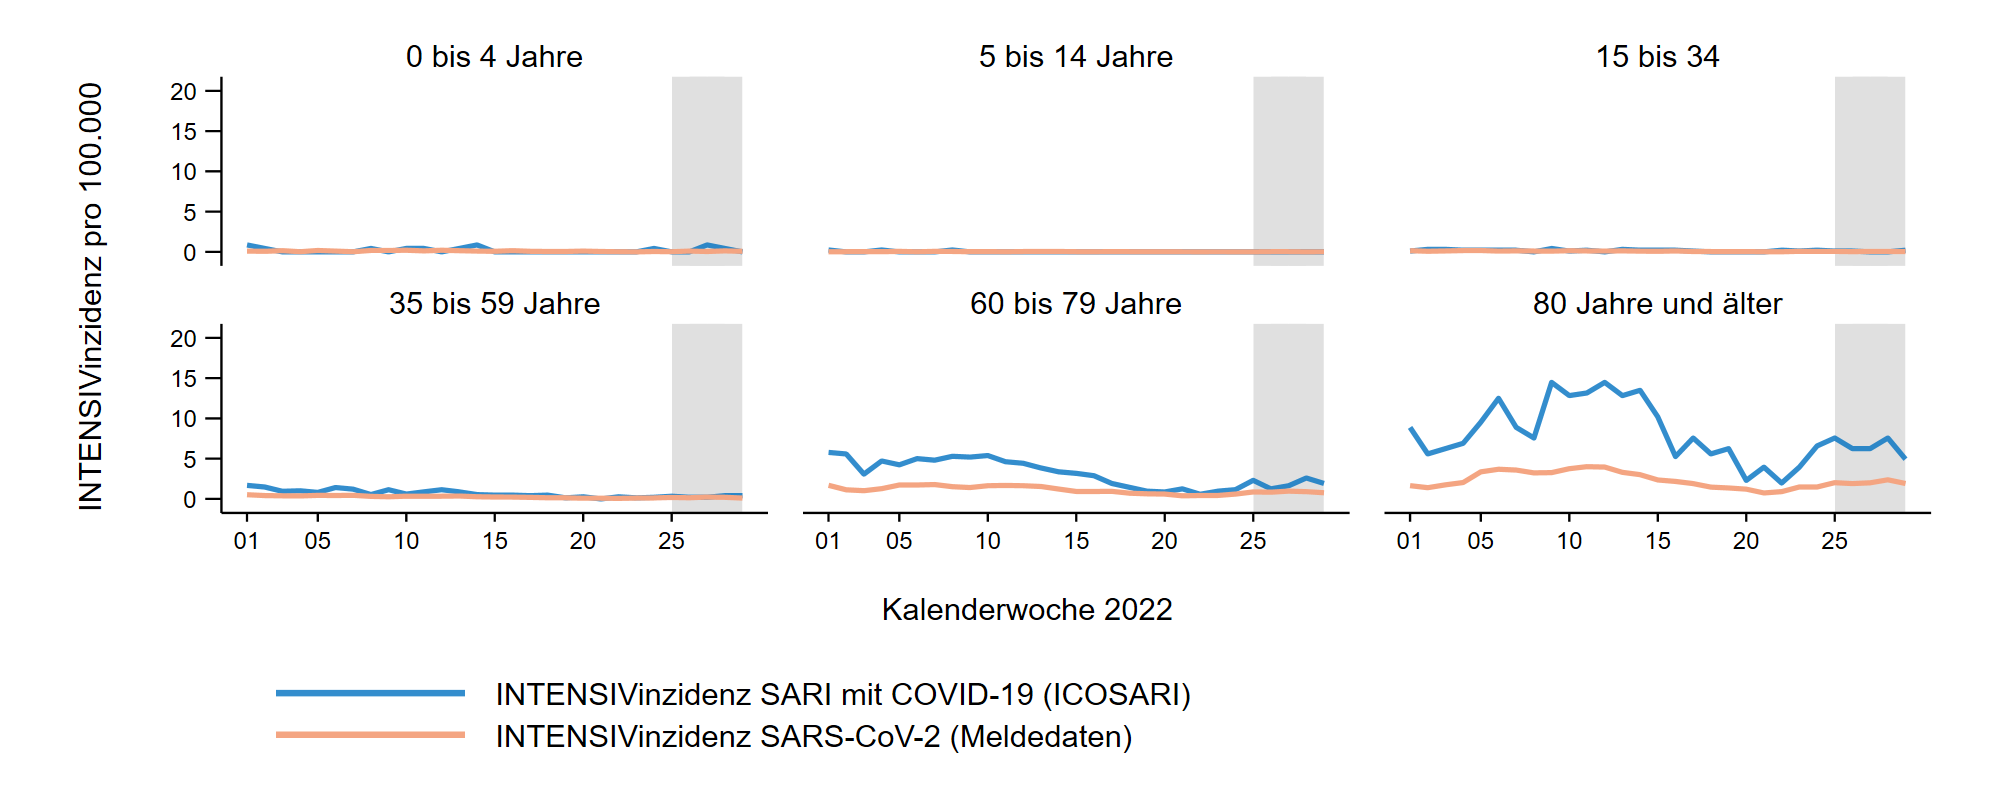 0 bis 4 Jahre
5 bis 14 Jahre
15 bis 34
INTENSIVinzidenz pro 100.000
20
15
10
5
0
35 bis 59 Jahre
60 bis 79 Jahre
80 Jahre und älter
20
15
10
5
0
01 05 10 15 20 25
01 05 10 15 20 25
01 05 10 15 20 25
Kalenderwoche 2022
INTENSIVinzidenz SARI mit COVID-19 (ICOSARI)
INTENSIVinzidenz SARS-CoV-2 (Meldedaten)